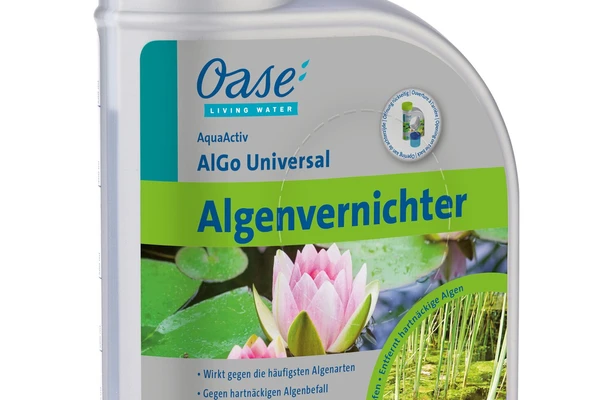 Oase
LIVING WATER
AquaActiv
AlGo Universal
Algenvernichter
• Wirkt gegen die häufigsten Algenarten
• Gegen hartnäckigen Algenbefall
• Entfernt hartnäckige Algen